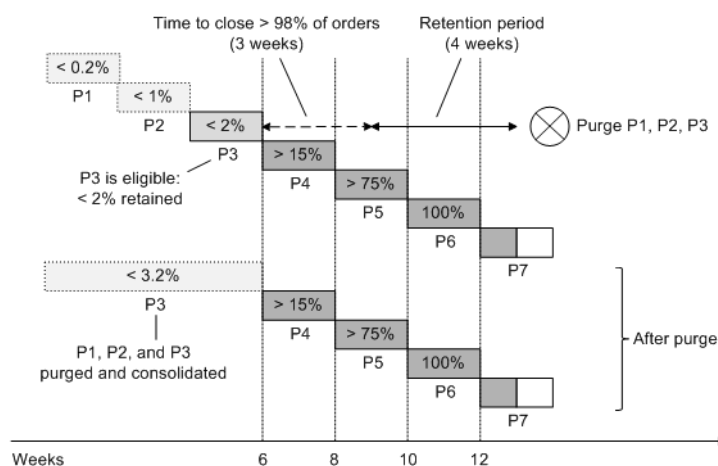 Time to close > 98% of orders
(3 weeks)
Retention period
(4 weeks)
< 0.2%
P1
< 1%
P2
< 2%
P3
Purge P1, P2, P3
P3 is eligible:
< 2% retained
> 15%
P4
> 75%
P5
100%
P6
P7
< 3.2%
P3
> 15%
P4
P1, P2, and P3
purged and consolidated
> 75%
P5
100%
P6
P7
After purge
Weeks 6 8 10 12